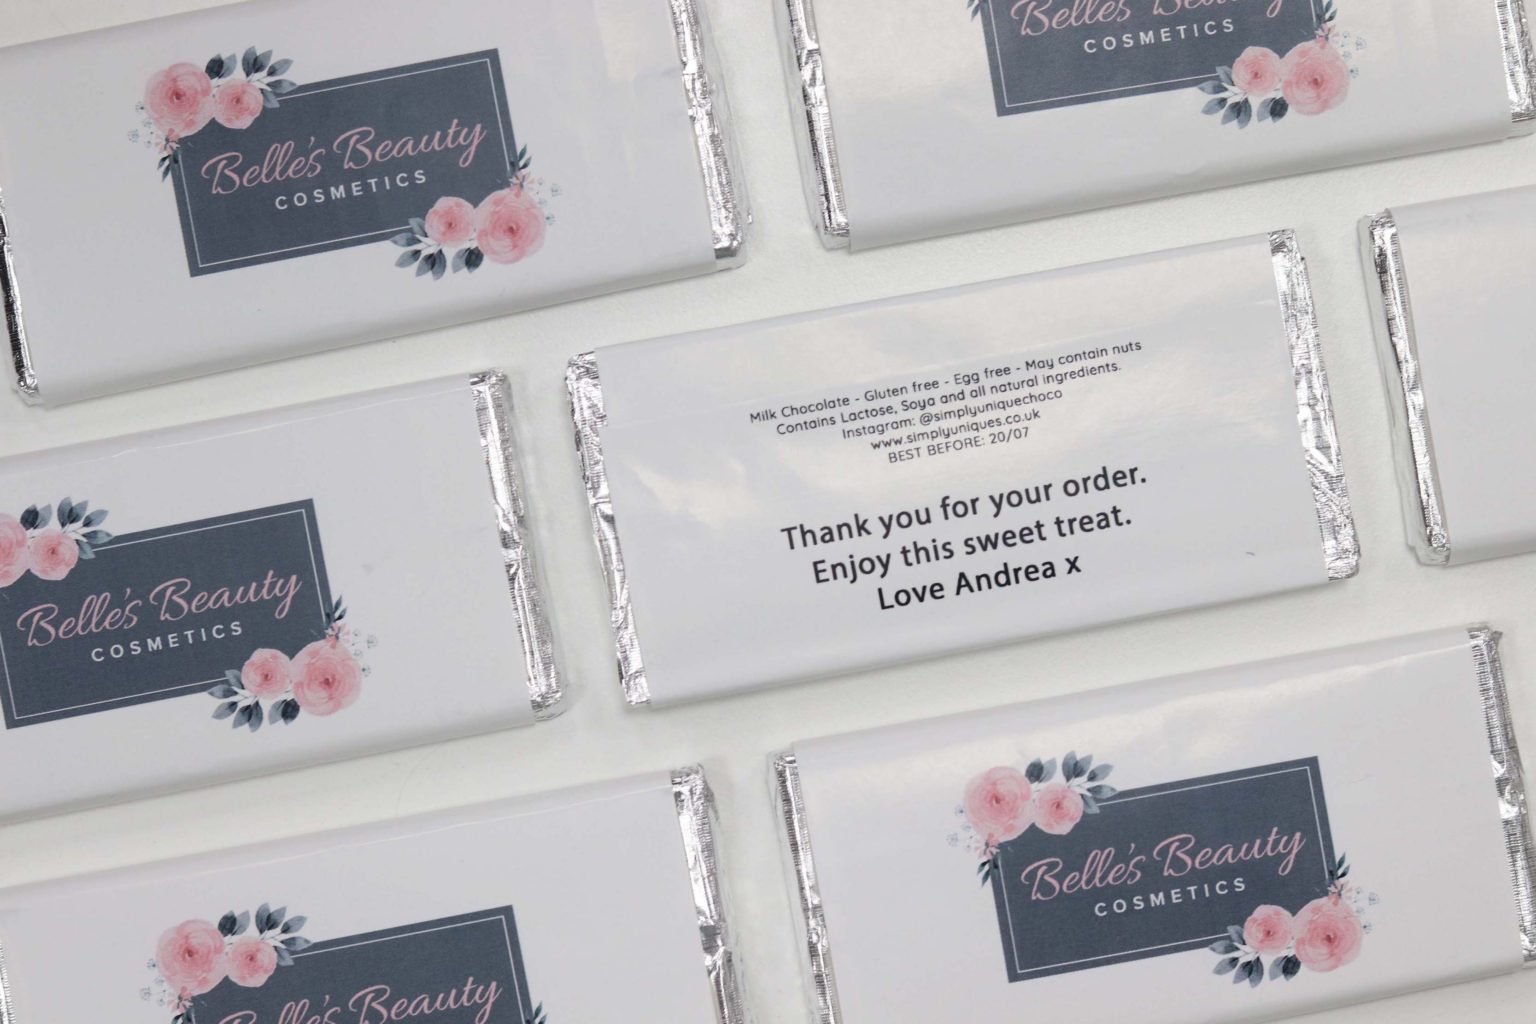 Belle's Beauty
COSMETICS
Belle's Beauty
COSMETICS
Milk Chocolate - Gluten free - Egg free - May contain nuts
Contains Lactose, Soya and all natural ingredients.
Instagram: @simplyuniquechoco
www.simplyuniques.co.uk
BEST BEFORE: 20/07
Thank you for your order.
Enjoy this sweet treat.
Love Andrea x
Belle's Beauty
COSMETICS
Belle's Beauty
COSMETICS
Belle's Beauty